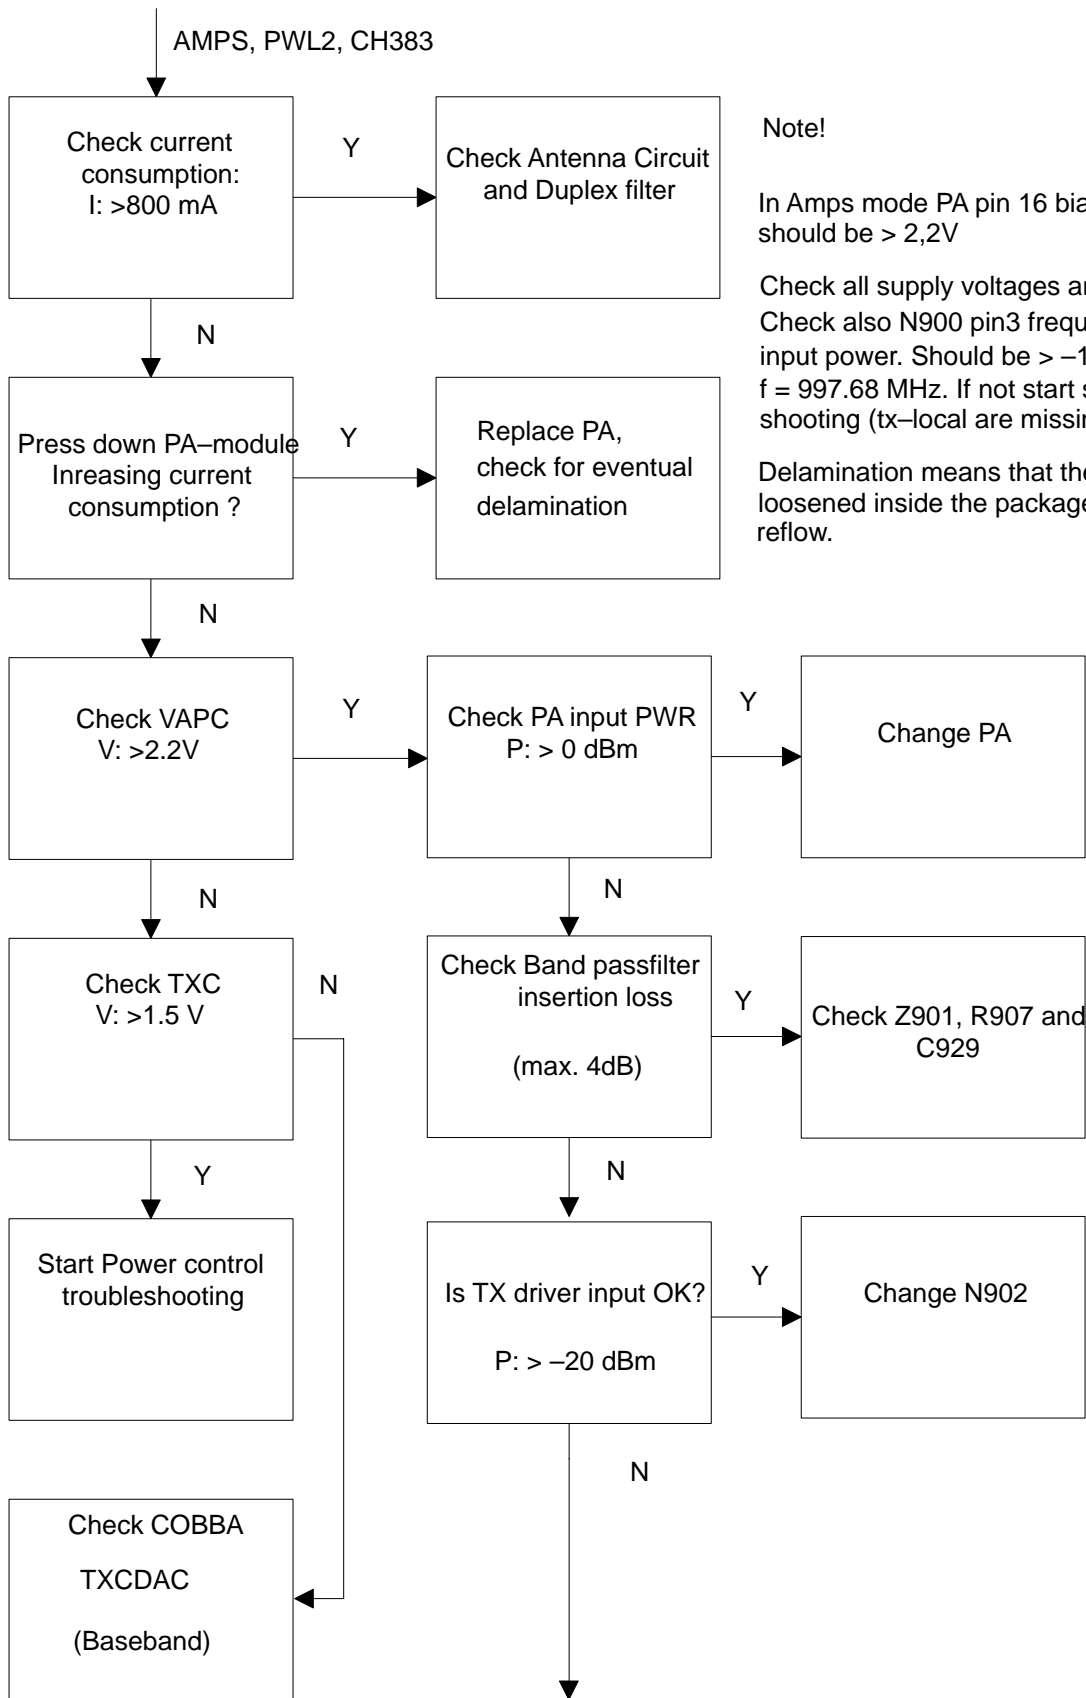 AMPS, PWL2, CH383
Check current
consumption:
I: >800 mA
Y
Check Antenna Circuit
and Duplex filter
Note!
In Amps mode PA pin 16 bia
should be > 2,2V
Check all supply voltages a
Check also N900 pin3 frequ
input power. Should be > –1
f = 997.68 MHz. If not start s
shooting (tx–local are missin
Delamination means that the
loosened inside the package
reflow.
N
Press down PA–module
Inreasing current
consumption ?
Y
Replace PA,
check for eventual
delamination
N
Check VAPC
V: >2.2V
Y
Check PA input PWR
P: > 0 dBm
Y
Change PA
N
N
Check TXC
V: >1.5 V
N
Check Band passfilter
insertion loss
(max. 4dB)
Y
Check Z901, R907 and
C929
Y
N
Start Power control
troubleshooting
Is TX driver input OK?
P: > –20 dBm
Y
Change N902
N
Check COBBA
TXCDAC
(Baseband)